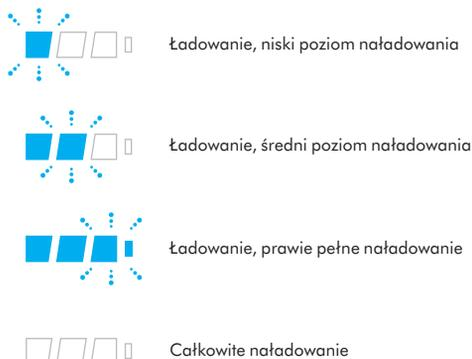 Ładowanie, niski poziom naładowania
Ładowanie, średni poziom naładowania
Ładowanie, prawie pełne naładowanie
Całkowite naładowanie